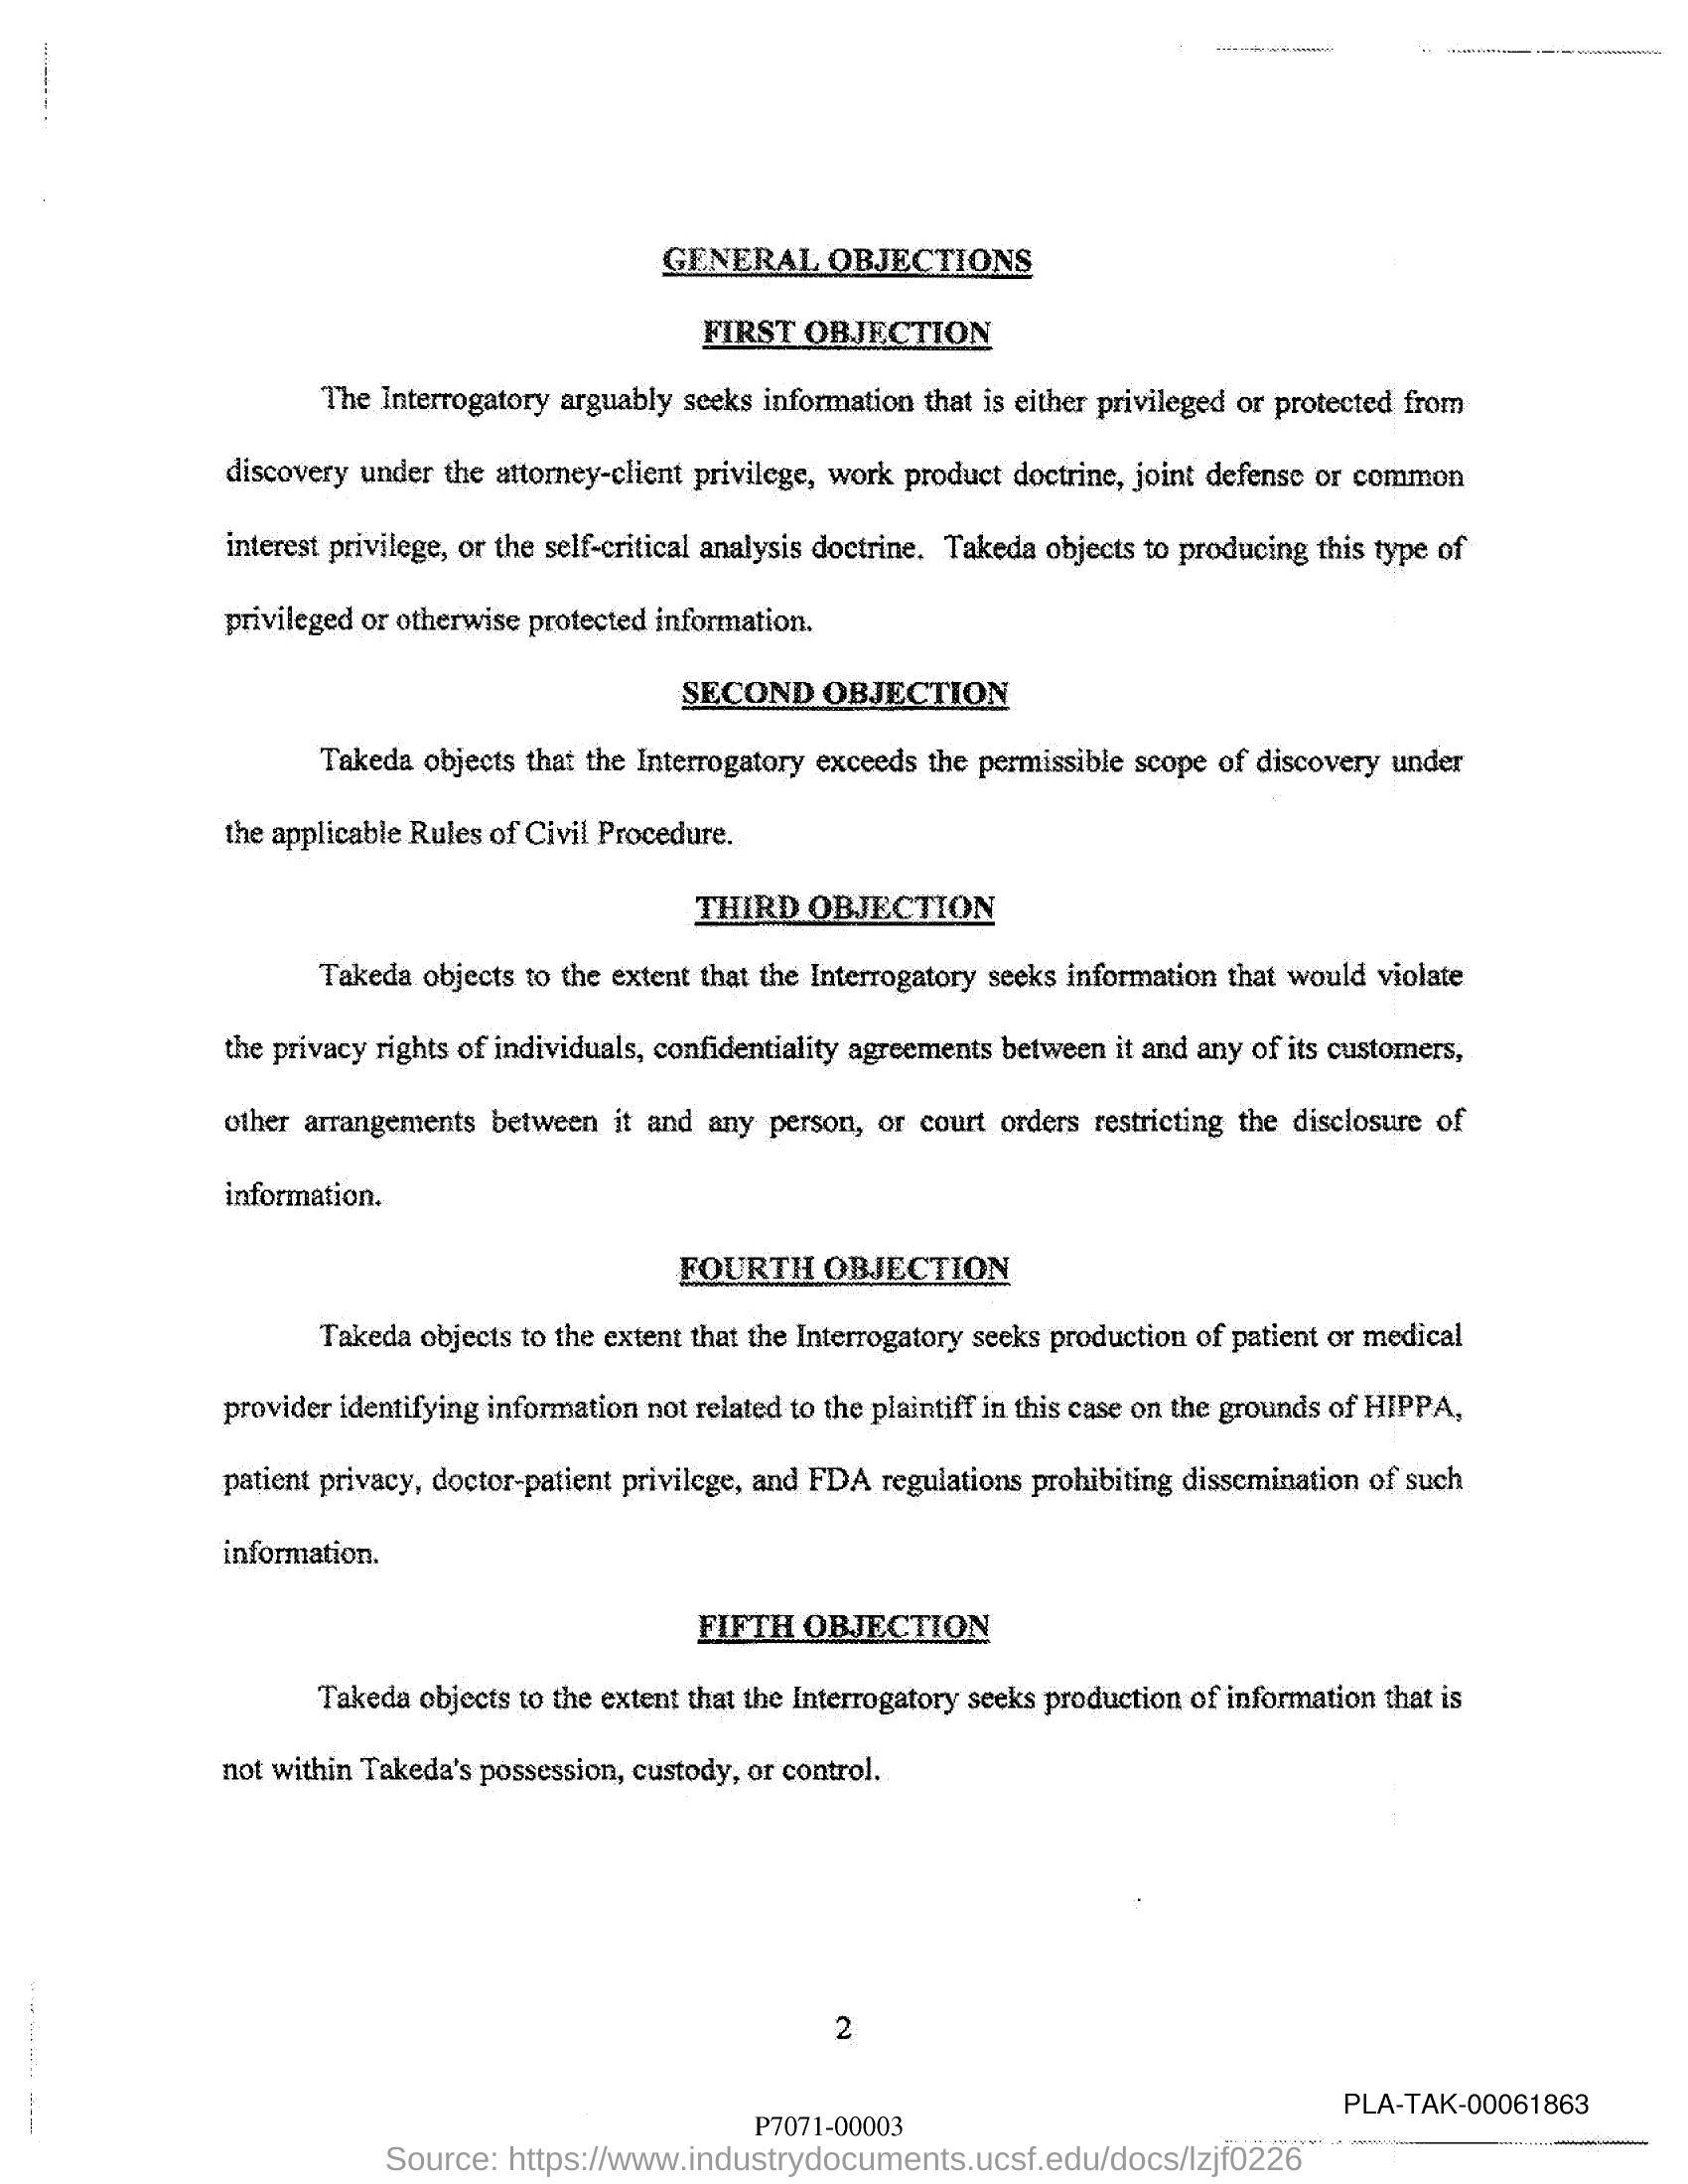 GENERAL OBJECTIONS
FIRST OBJECTION
The Interrogatory arguably seeks information that is either privileged or protected from
discovery under the attorney-client privilege, work product doctrine, joint defense or common
interest privilege, or the self-critical analysis doctrine. Takeda objects to producing this type of
privileged or otherwise protected information.
SECOND OBJECTION
Takeda objects that the Interrogatory exceeds the permissible scope of discovery under
the applicable Rules of Civil Procedure.
THIRD OBJECTION
Takeda objects to the extent that the Interrogatory seeks information that would violate
the privacy rights of individuals, confidentiality agreements between it and any of its customers,
other arrangements between it and any person, or court orders restricting the disclosure of
information.
FOURTH OBJECTION
Takeda objects to the extent that the Interrogatory seeks production of patient or medical
provider identifying information not related to the plaintiff in this case on the grounds of HIPPA,
patient privacy, doctor-patient privilege, and FDA regulations prohibiting dissemination of such
information.
FIFTH OBJECTION
Takeda objects to the extent that the Interrogatory seeks production of information that is
not within Takeda's possession, custody, or control.
2
PLA-TAK-00061863
P7071-00003
Source: https://www.industrydocuments.ucsf.edu/docs/lzjf0226